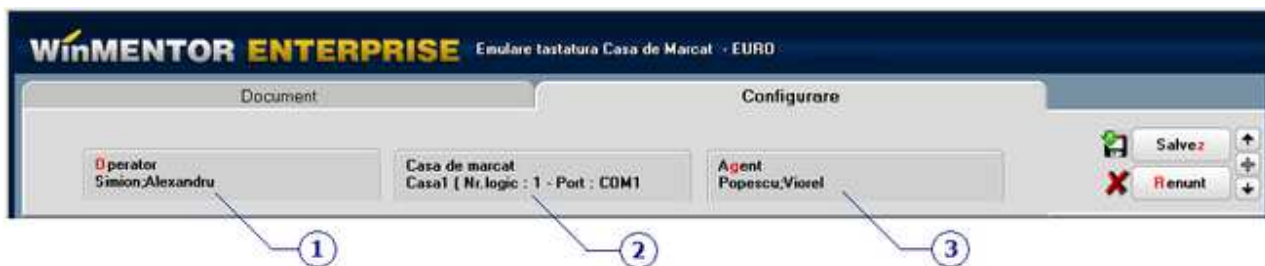 WinMENTOR ENTERPRISE Emulare tastatura Casa de Marcat - EURO
Document Configurare
Operator Casa de marcat Agent
Simion;Alexandru Casa1 ( Nr.logic : 1 - Port : COM1 Popescu;Viorel
Salvez
Renunt
1 2 3